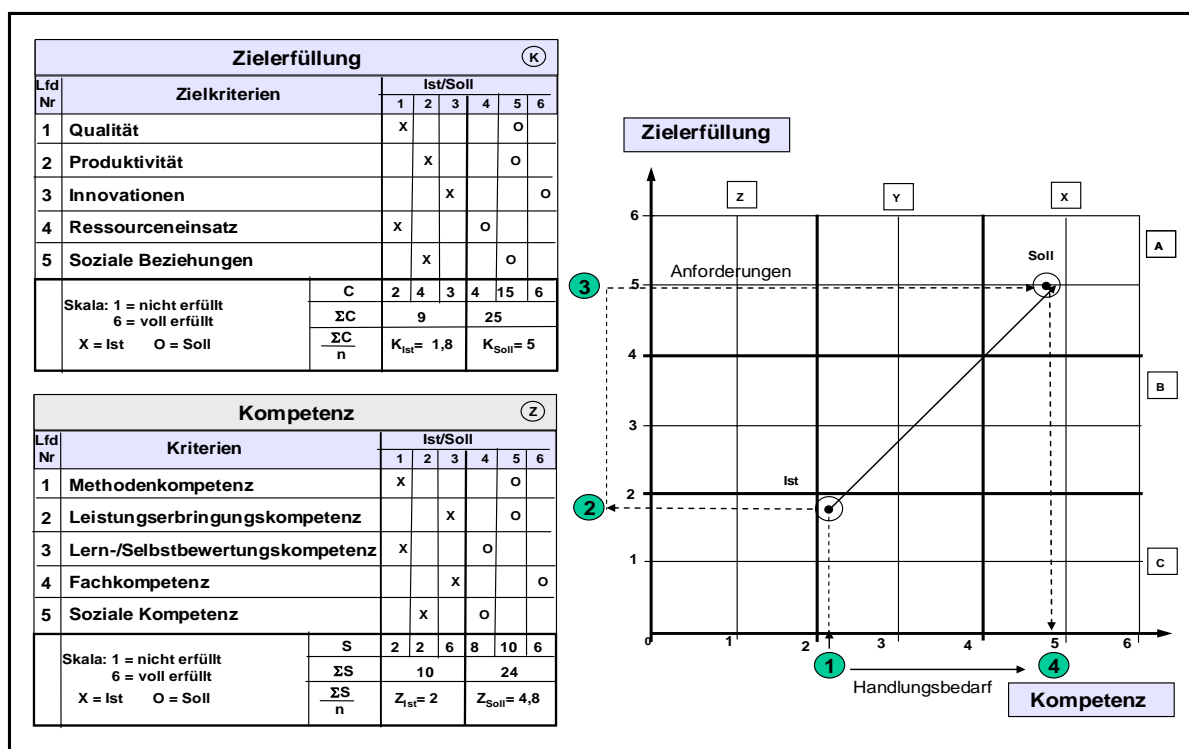 Zielerfüllung K
Lfd Nr Zielkriterien Ist/Soll
1 2 3 4 5 6
1 Qualität X O
2 Produktivität X O
3 Innovationen X O
4 Ressourceneinsatz X O
5 Soziale Beziehungen X O
Skala: 1 = nicht erfüllt
6 = voll erfüllt
X = Ist O = Soll
C 2 4 3 4 15 6
ΣC 9 25
ΣC/n KIst= 1,8 KSoll= 5
Kompetenz Z
Lfd Nr Kriterien Ist/Soll
1 2 3 4 5 6
1 Methodenkompetenz X O
2 Leistungserbringungskompetenz X O
3 Lern-/Selbstbewertungskompetenz X O
4 Fachkompetenz X O
5 Soziale Kompetenz X O
Skala: 1 = nicht erfüllt
6 = voll erfüllt
X = Ist O = Soll
S 2 2 6 8 10 6
ΣS 10 24
ΣS/n ZIst= 2 ZSoll= 4,8
Zielerfüllung
Z Y X
6
Soll A
Anforderungen
3 5
4
B
3
Ist
2 2
1 C
0 1 2 3 4 5 6
1 4
Handlungsbedarf
Kompetenz